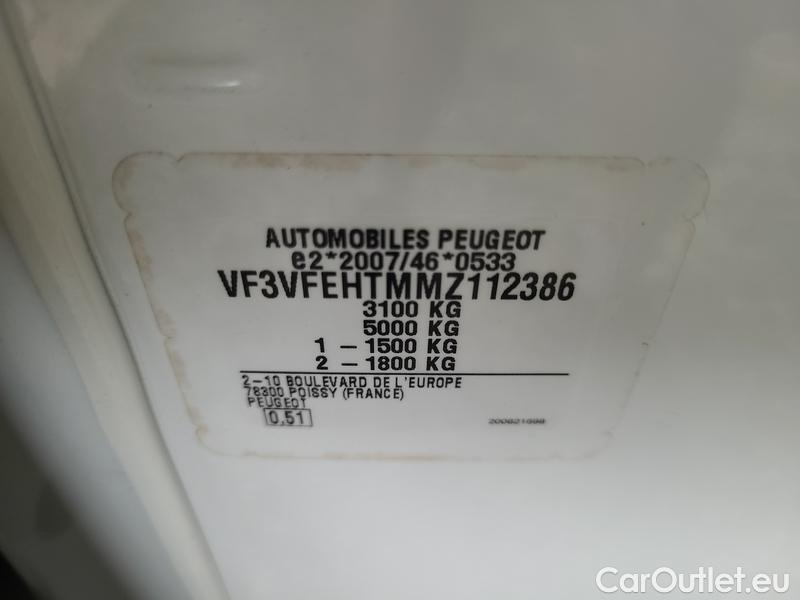 AUTOMOBILES PEUGEOT
e2*2007/46*0533
VF3VFEHTMMZ112386
3100 KG
5000 KG
1 – 1500 KG
2 – 1800 KG
2–10 BOULEVARD DE L'EUROPE
78300 POISSY (FRANCE)
PEUGEOT
0,51
CarOutlet.eu